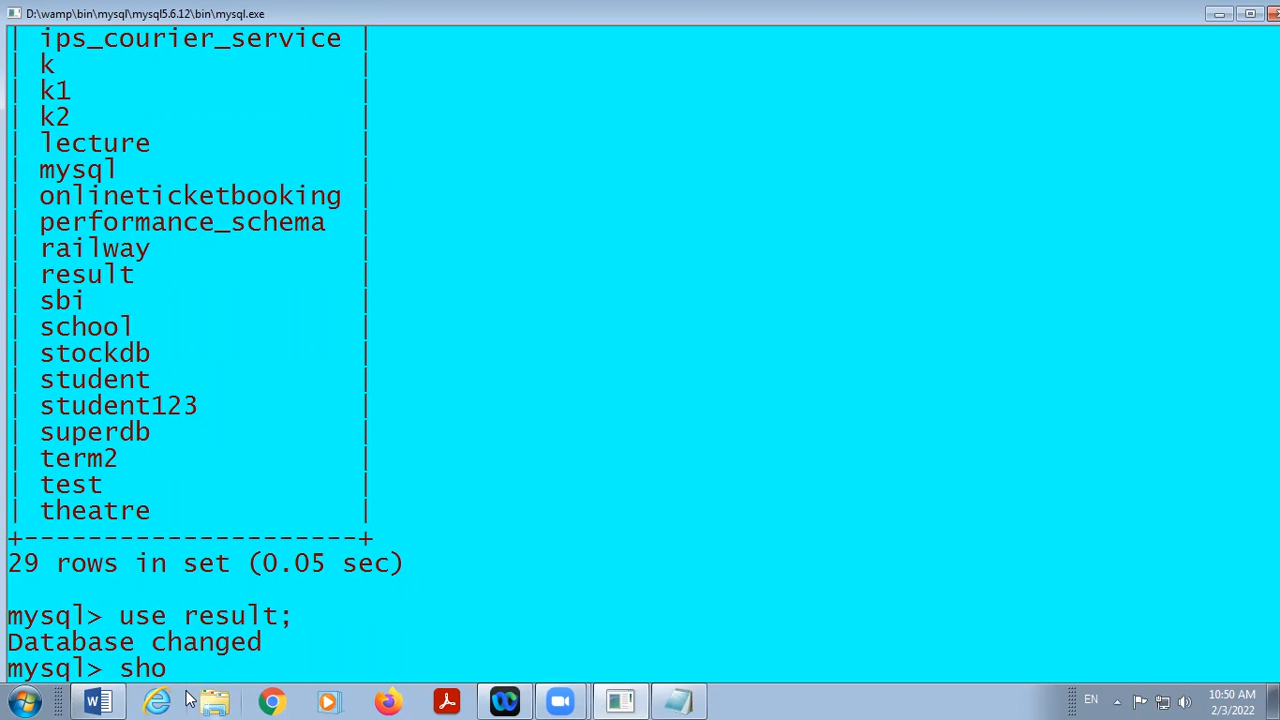 D:\wamp\bin\mysql\mysql5.6.12\bin\mysql.exe
| ips_courier_service |
| k |
| k1 |
| k2 |
| lecture |
| mysql |
| onlineticketbooking |
| performance_schema |
| railway |
| result |
| sbi |
| school |
| stockdb |
| student |
| student123 |
| superdb |
| term2 |
| test |
| theatre |
+---------------------+
29 rows in set (0.05 sec)
mysql> use result;
Database changed
mysql> sho
EN
10:50 AM
2/3/2022